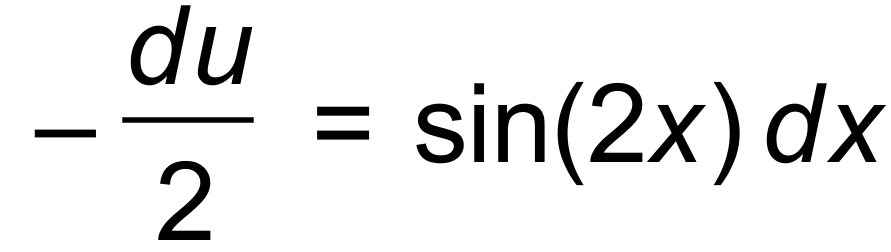 −du/2 = sin(2x) dx